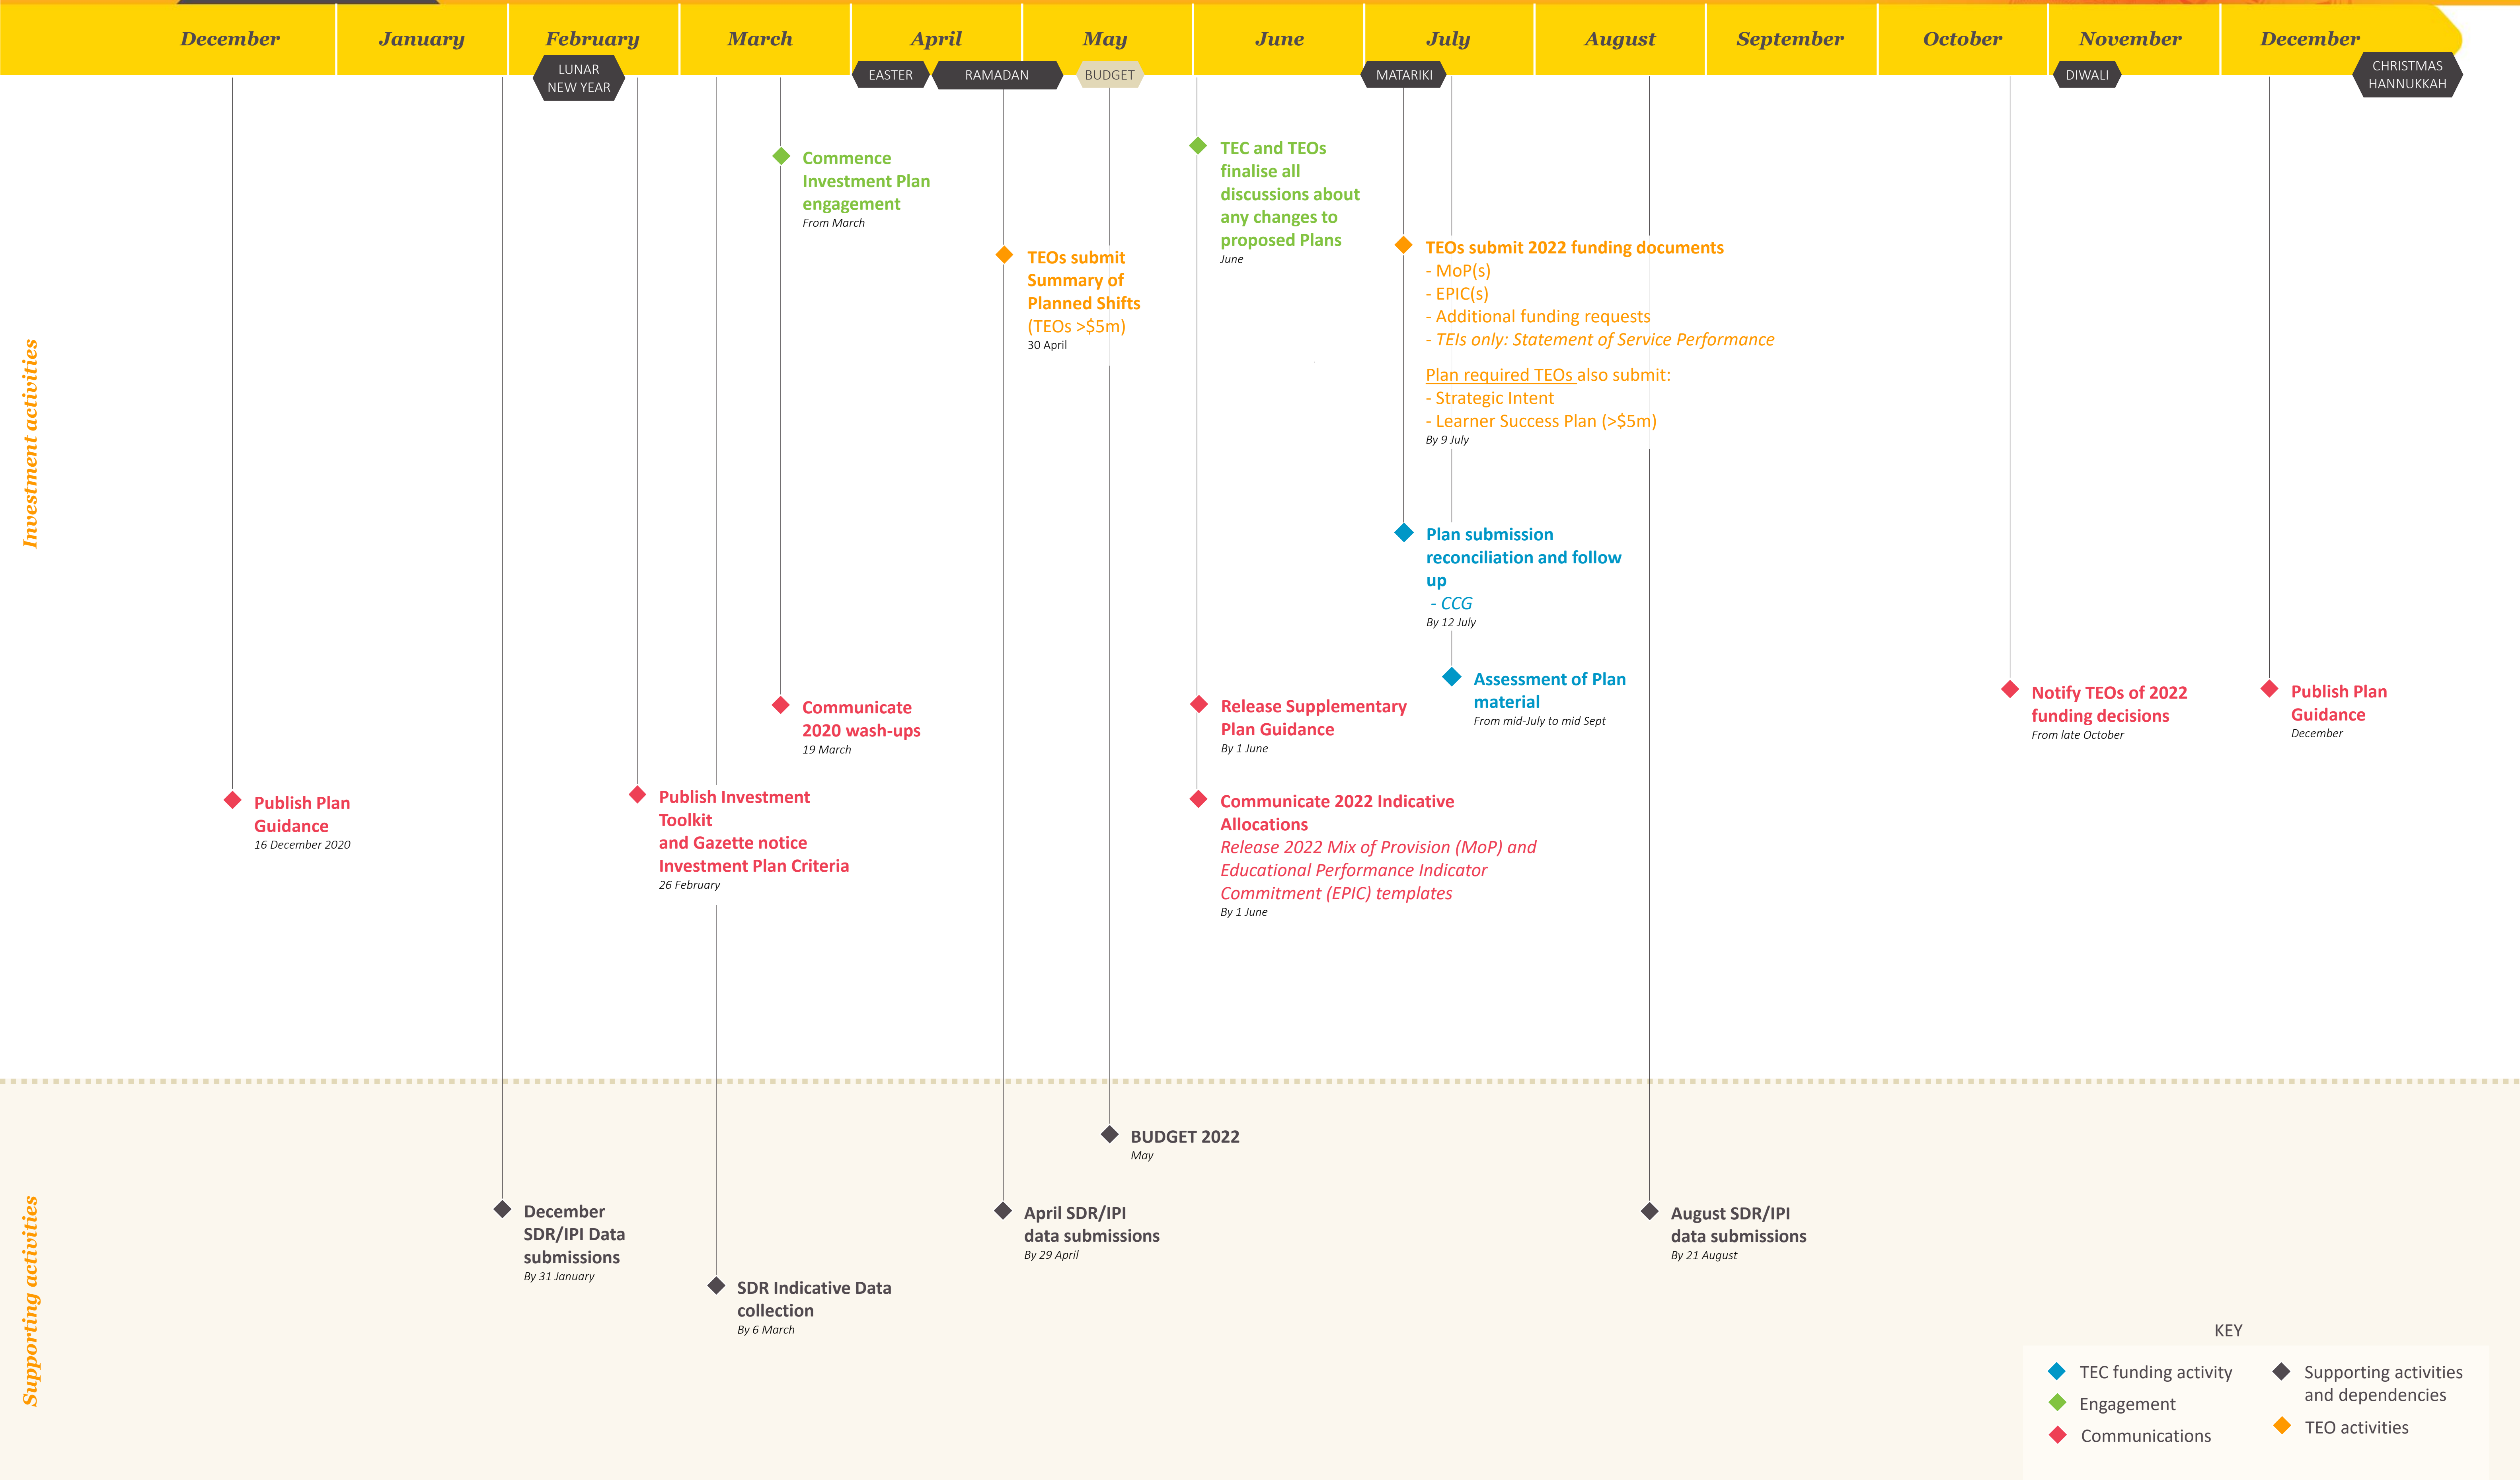 December
January
February
March
April
May
June
July
August
September
October
November
December
LUNAR
NEW YEAR
EASTER
RAMADAN
BUDGET
MATARIKI
DIWALI
CHRISTMAS
HANNUKKAH
Investment activities
Commence
Investment Plan
engagement
From March
TEC and TEOs
finalise all
discussions about
any changes to
proposed Plans
June
TEOs submit
Summary of
Planned Shifts
(TEOs >$5m)
30 April
TEOs submit 2022 funding documents
- MoP(s)
- EPIC(s)
- Additional funding requests
- TEIs only: Statement of Service Performance
Plan required TEOs also submit:
- Strategic Intent
- Learner Success Plan (>$5m)
By 9 July
Plan submission
reconciliation and follow
up
- CCG
By 12 July
Assessment of Plan
material
From mid-July to mid Sept
Communicate
2020 wash-ups
19 March
Release Supplementary
Plan Guidance
By 1 June
Notify TEOs of 2022
funding decisions
From late October
Publish Plan
Guidance
December
Publish Plan
Guidance
16 December 2020
Publish Investment
Toolkit
and Gazette notice
Investment Plan Criteria
26 February
Communicate 2022 Indicative
Allocations
Release 2022 Mix of Provision (MoP) and
Educational Performance Indicator
Commitment (EPIC) templates
By 1 June
Supporting activities
BUDGET 2022
May
December
SDR/IPI Data
submissions
By 31 January
April SDR/IPI
data submissions
By 29 April
August SDR/IPI
data submissions
By 21 August
SDR Indicative Data
collection
By 6 March
KEY
TEC funding activity
Engagement
Communications
Supporting activities
and dependencies
TEO activities